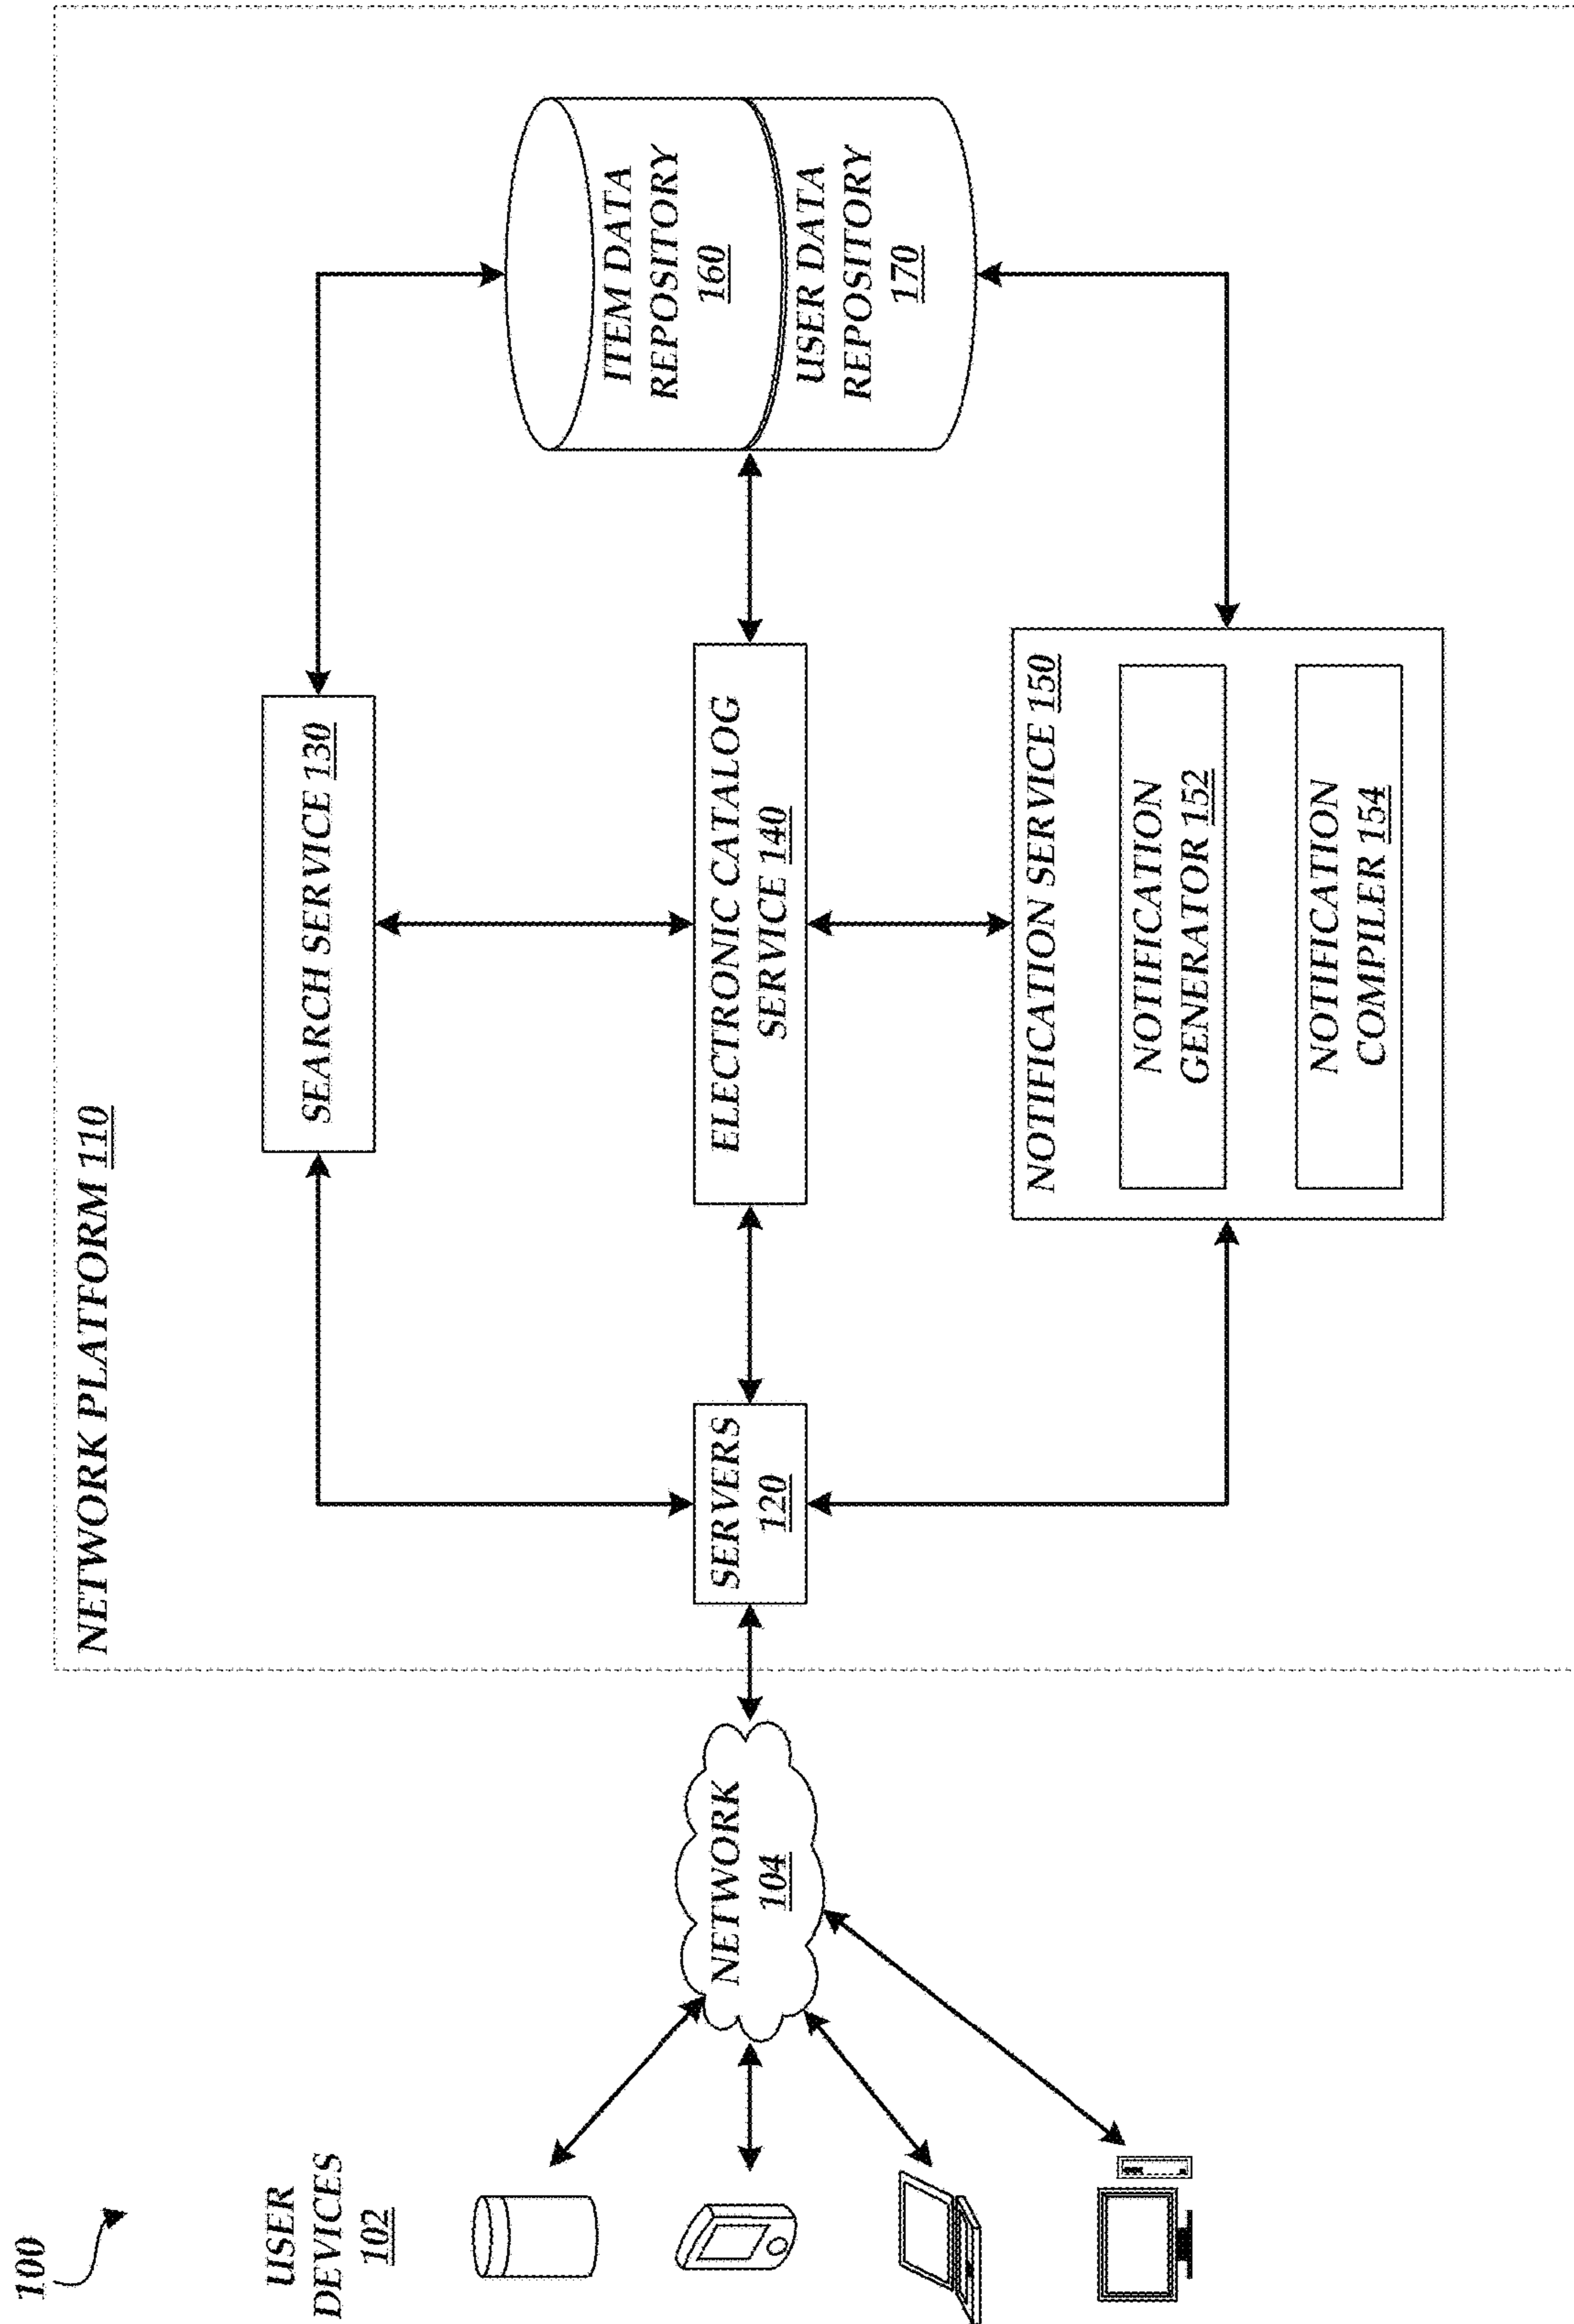 100
NETWORK PLATFORM 110
USER
DEVICES
102
NETWORK
104
SERVERS
120
SEARCH SERVICE 130
ELECTRONIC CATALOG
SERVICE 140
NOTIFICATION SERVICE 150
NOTIFICATION
GENERATOR 152
NOTIFICATION
COMPILER 154
ITEM DATA
REPOSITORY
160
USER DATA
REPOSITORY
170